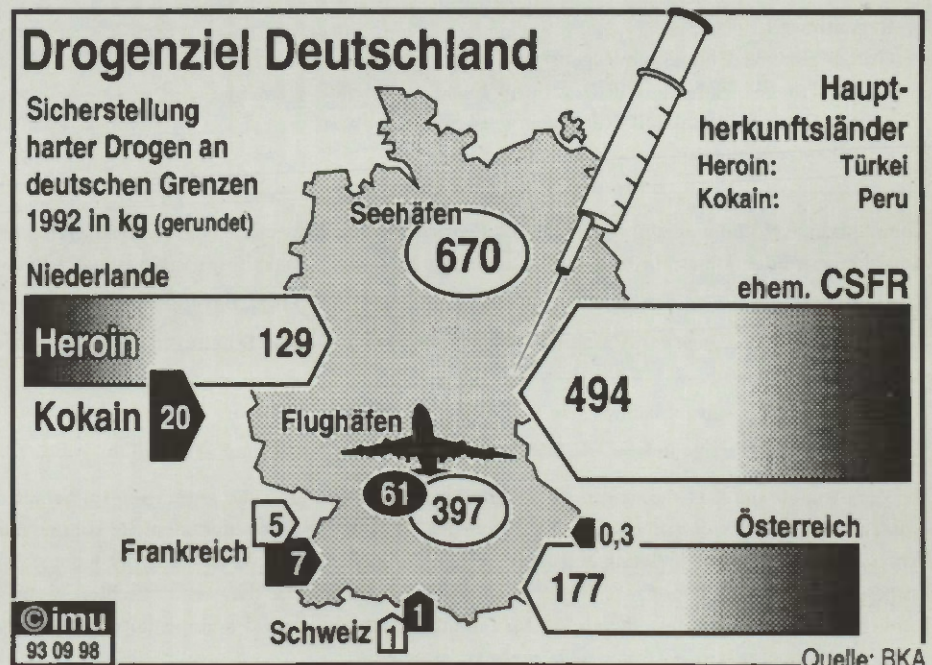 Drogenziel Deutschland
Sicherstellung
harter Drogen an
deutschen Grenzen
1992 in kg (gerundet)
Haupt-
herkunftsländer
Heroin: Türkei
Kokain: Peru
Seehäfen
670
Niederlande
Heroin 129
Kokain 20
ehem. CSFR
494
Flughäfen
61
397
5
Frankreich
7
0,3
Österreich
177
Schweiz 1
1
©imu
93 09 98
Quelle: BKA